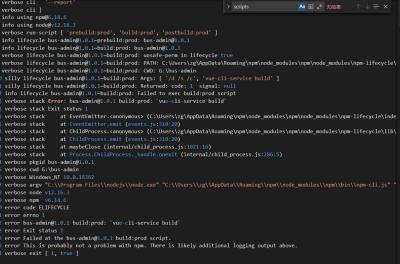 scripts
无结果
verbose cli '--report'
verbose cli ]
info using npm@6.14.6
info using node@v12.16.3
verbose run-script [ 'prebuild:prod', 'build:prod', 'postbuild:prod' ]
info lifecycle bus-admin@1.0.1~prebuild:prod: bus-admin@1.0.1
info lifecycle bus-admin@1.0.1~build:prod: bus-admin@1.0.1
verbose lifecycle bus-admin@1.0.1~build:prod: unsafe-perm in lifecycle true
verbose lifecycle bus-admin@1.0.1~build:prod: PATH: C:\Users\zg\AppData\Roaming\npm\node_modules\npm\node_modules\npm-lifecycle\
verbose lifecycle bus-admin@1.0.1~build:prod: CWD: G:\bus-admin
silly lifecycle bus-admin@1.0.1~build:prod: Args: [ '/d /s /c', 'vue-cli-service build' ]
silly lifecycle bus-admin@1.0.1~build:prod: Returned: code: 1 signal: null
info lifecycle bus-admin@1.0.1~build:prod: Failed to exec build:prod script
verbose stack Error: bus-admin@1.0.1 build:prod: `vue-cli-service build`
verbose stack Exit status 1
verbose stack at EventEmitter.<anonymous> (C:\Users\zg\AppData\Roaming\npm\node_modules\npm\node_modules\npm-lifecycle\inde
verbose stack at EventEmitter.emit (events.js:310:20)
verbose stack at ChildProcess.<anonymous> (C:\Users\zg\AppData\Roaming\npm\node_modules\npm\node_modules\npm-lifecycle\lib\
verbose stack at ChildProcess.emit (events.js:310:20)
verbose stack at maybeClose (internal/child_process.js:1021:16)
verbose stack at Process.ChildProcess._handle.onexit (internal/child_process.js:286:5)
verbose pkgid bus-admin@1.0.1
verbose cwd G:\bus-admin
verbose Windows_NT 10.0.18362
verbose argv "C:\\Program Files\\nodejs\\node.exe" "C:\\Users\\zg\\AppData\\Roaming\\npm\\node_modules\\npm\\bin\\npm-cli.js" "
verbose node v12.16.3
verbose npm v6.14.6
error code ELIFECYCLE
error errno 1
error bus-admin@1.0.1 build:prod: `vue-cli-service build`
error Exit status 1
error Failed at the bus-admin@1.0.1 build:prod script.
error This is probably not a problem with npm. There is likely additional logging output above.
verbose exit [ 1, true ]